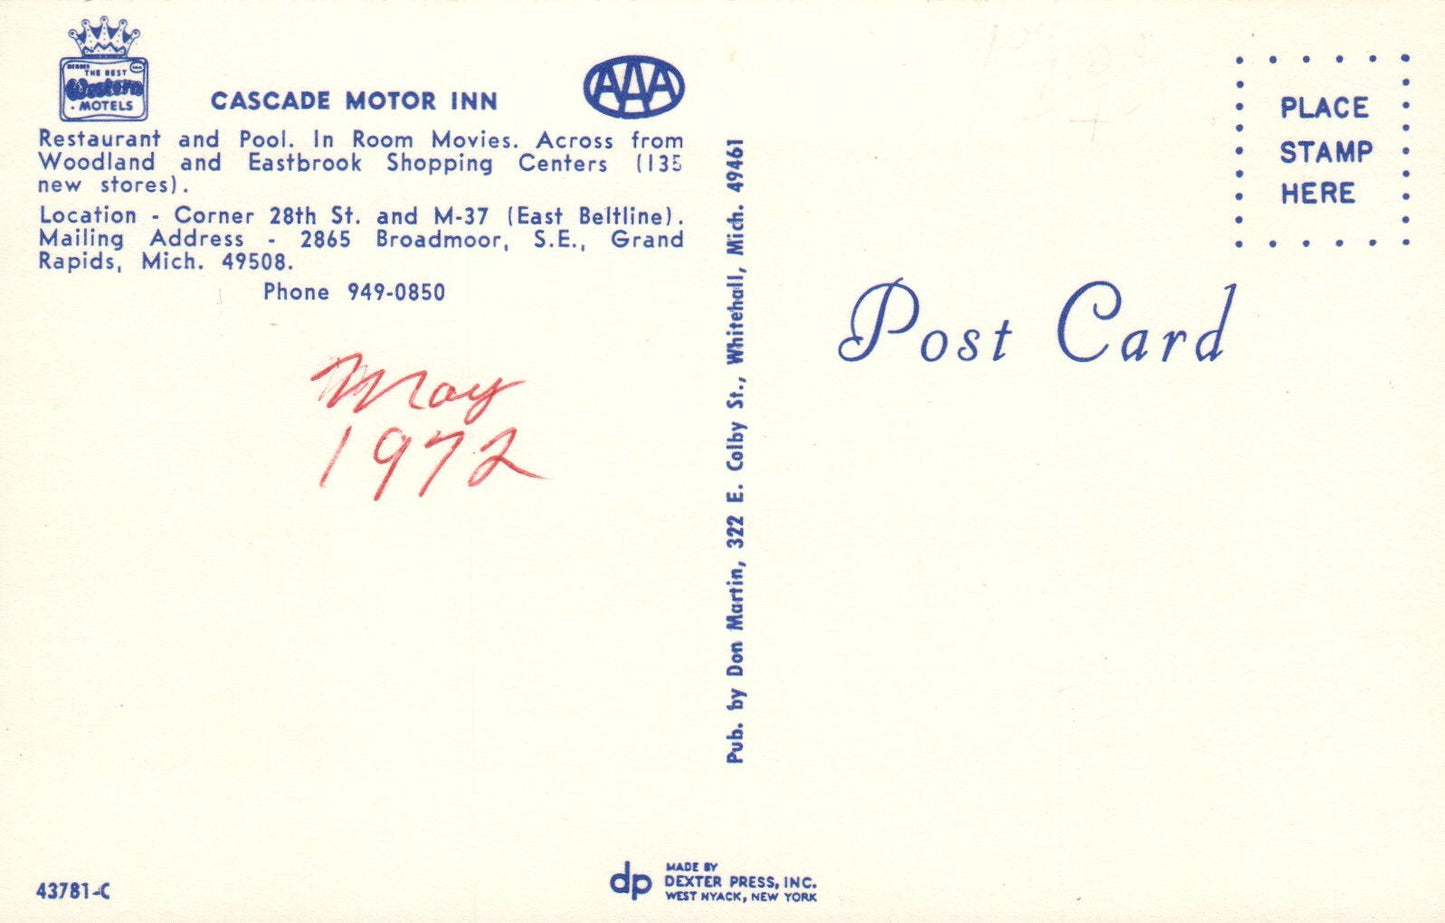 THE BEST
Western
MOTELS
CASCADE MOTOR INN
AAA
Restaurant and Pool. In Room Movies. Across from
Woodland and Eastbrook Shopping Centers (135
new stores).
Location - Corner 28th St. and M-37 (East Beltline).
Mailing Address - 2865 Broadmoor, S.E., Grand
Rapids, Mich. 49508.
Phone 949-0850
May
1972
43781-C
Pub. by Don Martin, 322 E. Colby St., Whitehall, Mich. 49461
dp
MADE BY
DEXTER PRESS, INC.
WEST NYACK, NEW YORK
PLACE
STAMP
HERE
Post Card